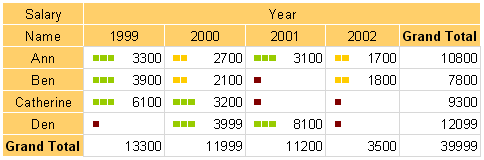 Salary Year
Name 1999 2000 2001 2002 Grand Total
Ann 3300 2700 3100 1700 10800
Ben 3900 2100 1800 7800
Catherine 6100 3200 9300
Den 3999 8100 12099
Grand Total 13300 11999 11200 3500 39999